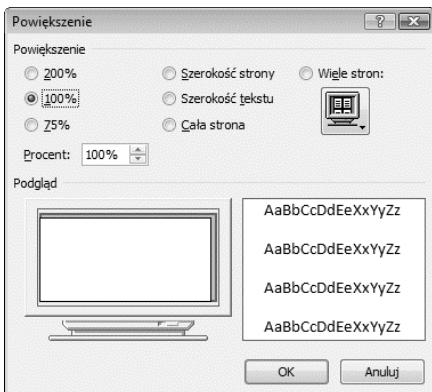 Powiększenie
Powiększenie
200% Szerokość strony Wiele stron:
100% Szerokość tekstu
75% Cała strona
Procent: 100%
Podgląd
AaBbCcDdEeXxYyZz
AaBbCcDdEeXxYyZz
AaBbCcDdEeXxYyZz
AaBbCcDdEeXxYyZz
OK Anuluj